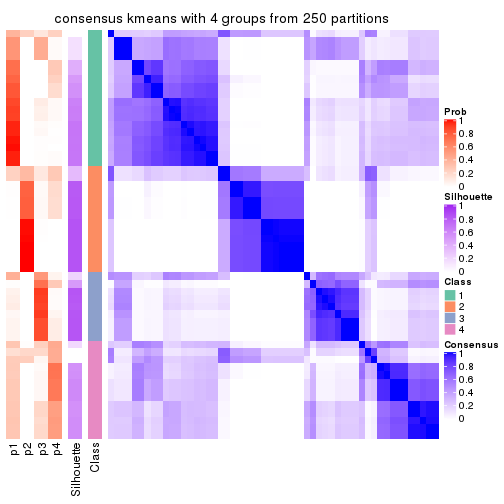 consensus kmeans with 4 groups from 250 partitions
Prob
1
0.8
0.6
0.4
0.2
0
Silhouette
1
0.8
0.6
0.4
0.2
0
Class
1
2
3
4
Consensus
1
0.8
0.6
0.4
0.2
0
p1
p2
p3
p4
Silhouette
Class